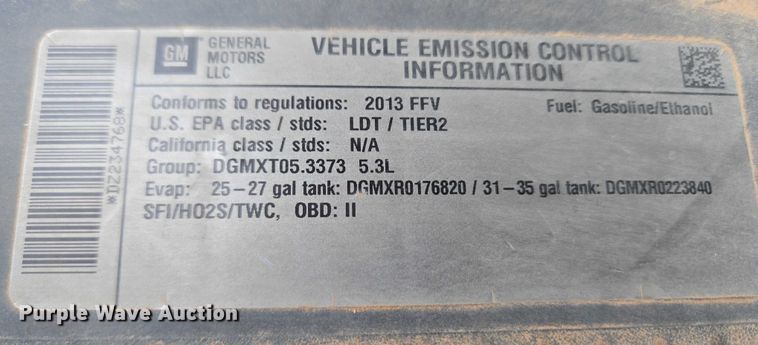 GM
GENERAL MOTORS LLC
VEHICLE EMISSION CONTROL INFORMATION
Conforms to regulations: 2013 FFV
Fuel: Gasoline/Ethanol
U.S. EPA class / stds: LDT / TIER2
California class / stds: N/A
Group: DGMXT05.3373 5.3L
Evap: 25-27 gal tank: DGMXR0176820 / 31-35 gal tank: DGMXR0223840
SFI/HO2S/TWC, OBD: II
*DZ234768*
Purple Wave Auction